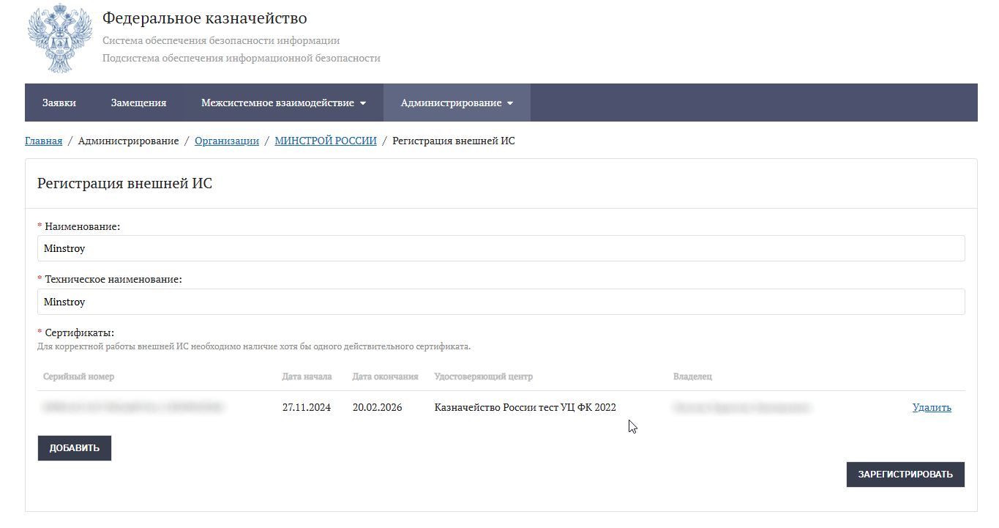 Федеральное казначейство
Система обеспечения безопасности информации
Подсистема обеспечения информационной безопасности
Заявки Замещения Межсистемное взаимодействие Администрирование
Главная / Администрирование / Организации / МИНСТРОЙ РОССИИ / Регистрация внешней ИС
Регистрация внешней ИС
* Наименование:
Minstroy
* Техническое наименование:
Minstroy
* Сертификаты:
Для корректной работы внешней ИС необходимо наличие хотя бы одного действительного сертификата.
Серийный номер Дата начала Дата окончания Удостоверяющий центр Владелец
27.11.2024 20.02.2026 Казначейство России тест УЦ ФК 2022 Удалить
ДОБАВИТЬ
ЗАРЕГИСТРИРОВАТЬ